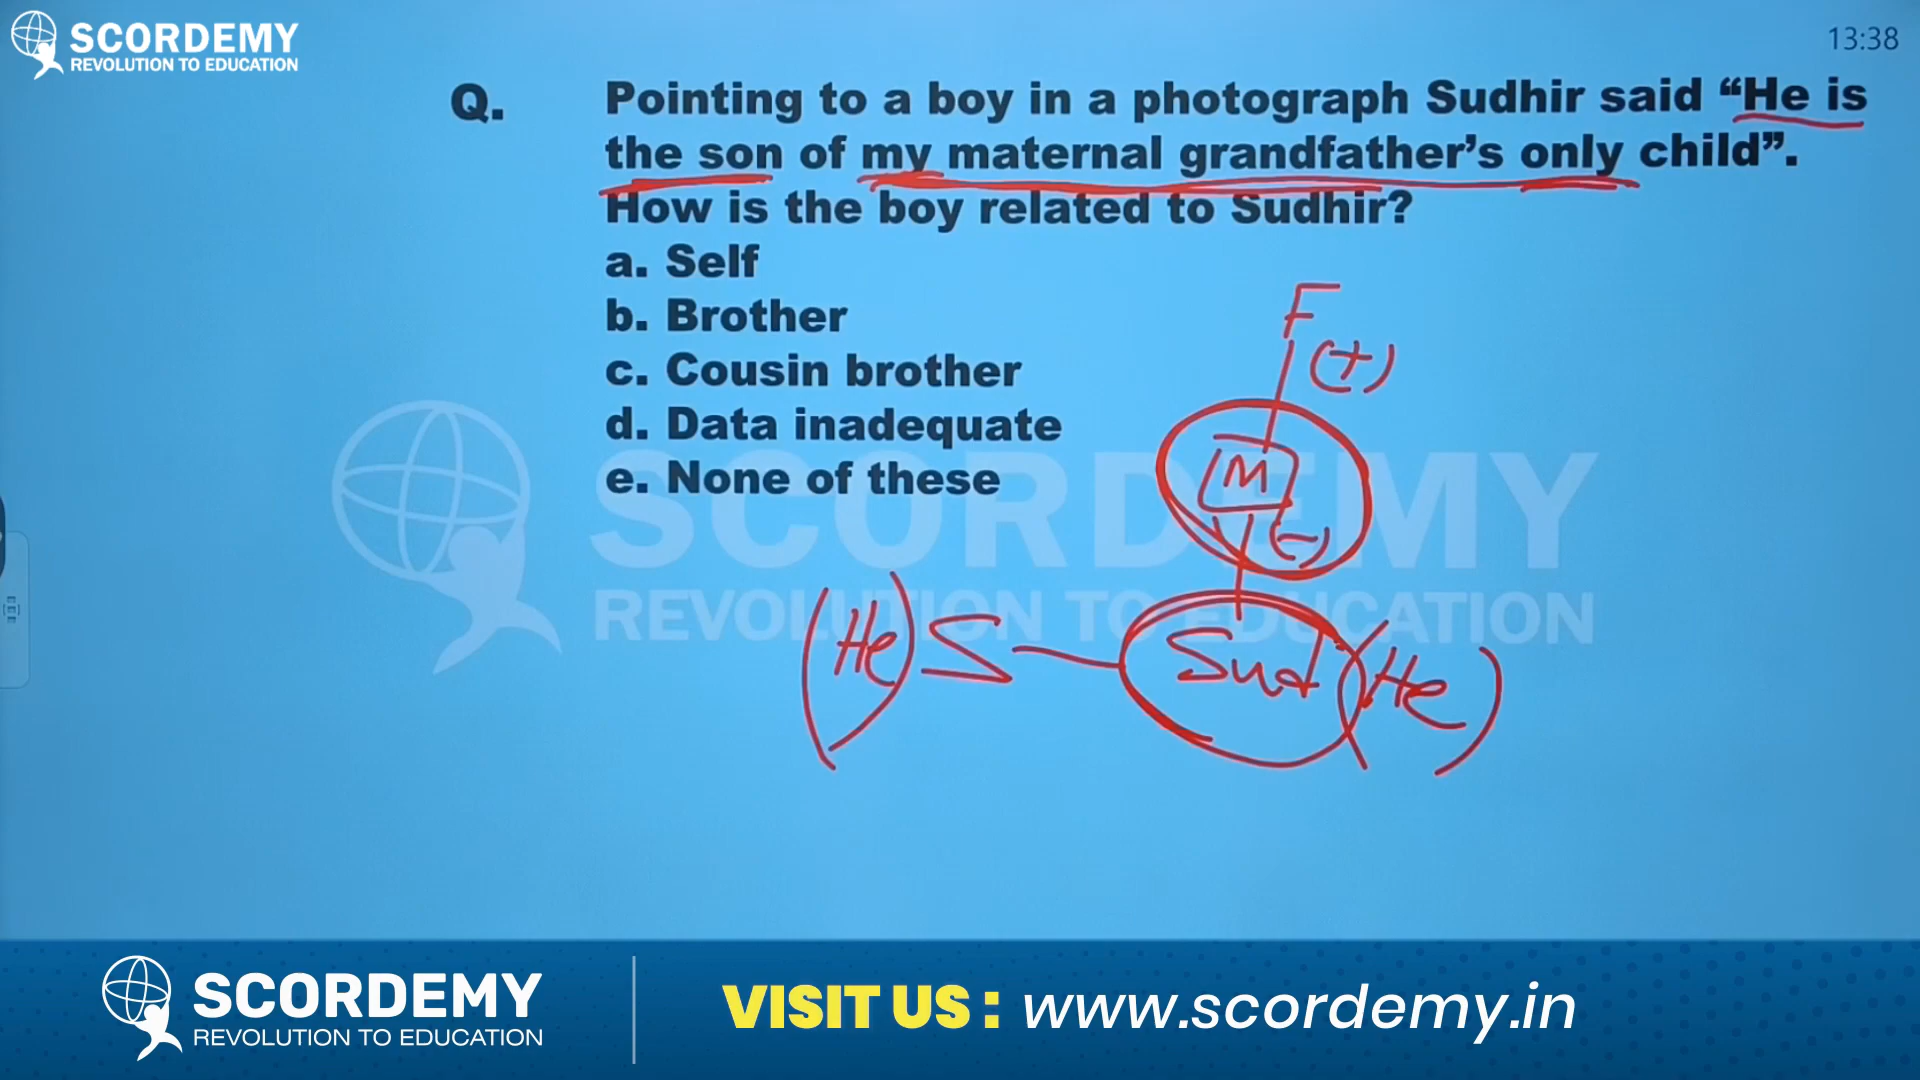 SCORDEMY
REVOLUTION TO EDUCATION
13:38
Q. Pointing to a boy in a photograph Sudhir said “He is
the son of my maternal grandfather’s only child”.
How is the boy related to Sudhir?
a. Self
b. Brother
c. Cousin brother
d. Data inadequate
e. None of these
F
(+)
M
(-)
(He) S — Sud (He)
SCORDEMY
REVOLUTION TO EDUCATION
SCORDEMY
REVOLUTION TO EDUCATION
VISIT US : www.scordemy.in